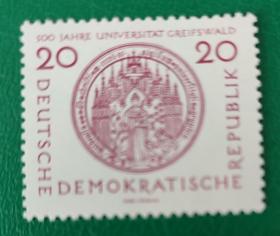 500 JAHRE UNIVERSITÄT GREIFSWALD
20 20
DEUTSCHE
DEMOKRATISCHE
REPUBLIK